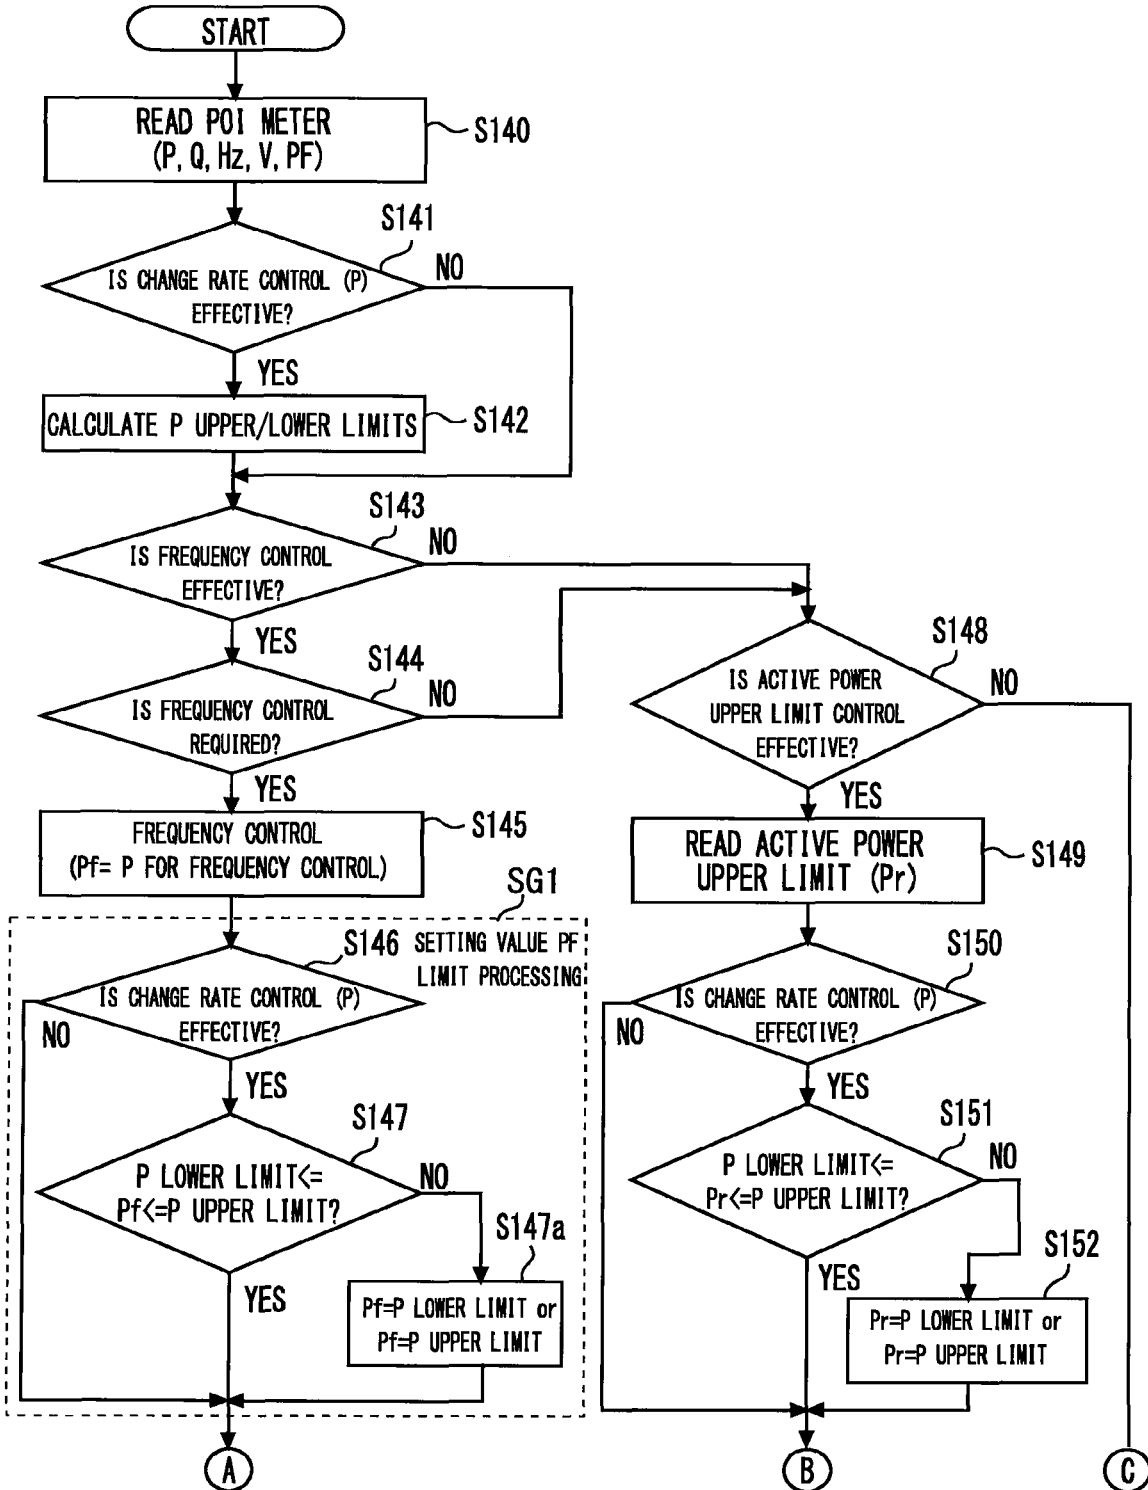 START
READ POI METER
(P, Q, Hz, V, PF)
S140
S141
IS CHANGE RATE CONTROL (P)
EFFECTIVE?
NO
YES
CALCULATE P UPPER/LOWER LIMITS
S142
S143
IS FREQUENCY CONTROL
EFFECTIVE?
NO
YES
S144
IS FREQUENCY CONTROL
REQUIRED?
NO
YES
FREQUENCY CONTROL
(Pf= P FOR FREQUENCY CONTROL)
S145
SG1
SETTING VALUE PF
LIMIT PROCESSING
S146
IS CHANGE RATE CONTROL (P)
EFFECTIVE?
NO
YES
S147
P LOWER LIMIT<=
Pf<=P UPPER LIMIT?
NO
YES
S147a
Pf=P LOWER LIMIT or
Pf=P UPPER LIMIT
A
S148
IS ACTIVE POWER
UPPER LIMIT CONTROL
EFFECTIVE?
NO
YES
READ ACTIVE POWER
UPPER LIMIT (Pr)
S149
S150
IS CHANGE RATE CONTROL (P)
EFFECTIVE?
NO
YES
S151
P LOWER LIMIT<=
Pr<=P UPPER LIMIT?
NO
YES
S152
Pr=P LOWER LIMIT or
Pr=P UPPER LIMIT
B
C